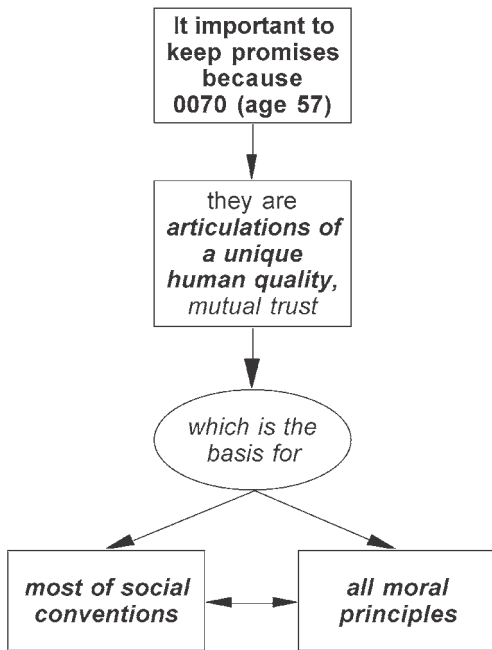 It important to
keep promises
because
0070 (age 57)
they are
articulations of
a unique
human quality,
mutual trust
which is the
basis for
most of social
conventions
all moral
principles